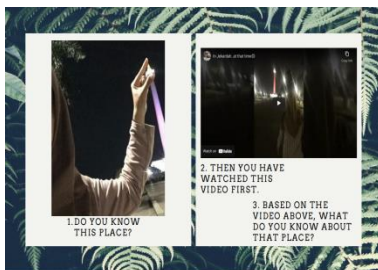 1.DO YOU KNOW
THIS PLACE?
2. THEN YOU HAVE
WATCHED THIS
VIDEO FIRST.
3. BASED ON THE
VIDEO ABOVE, WHAT
DO YOU KNOW ABOUT
THAT PLACE?